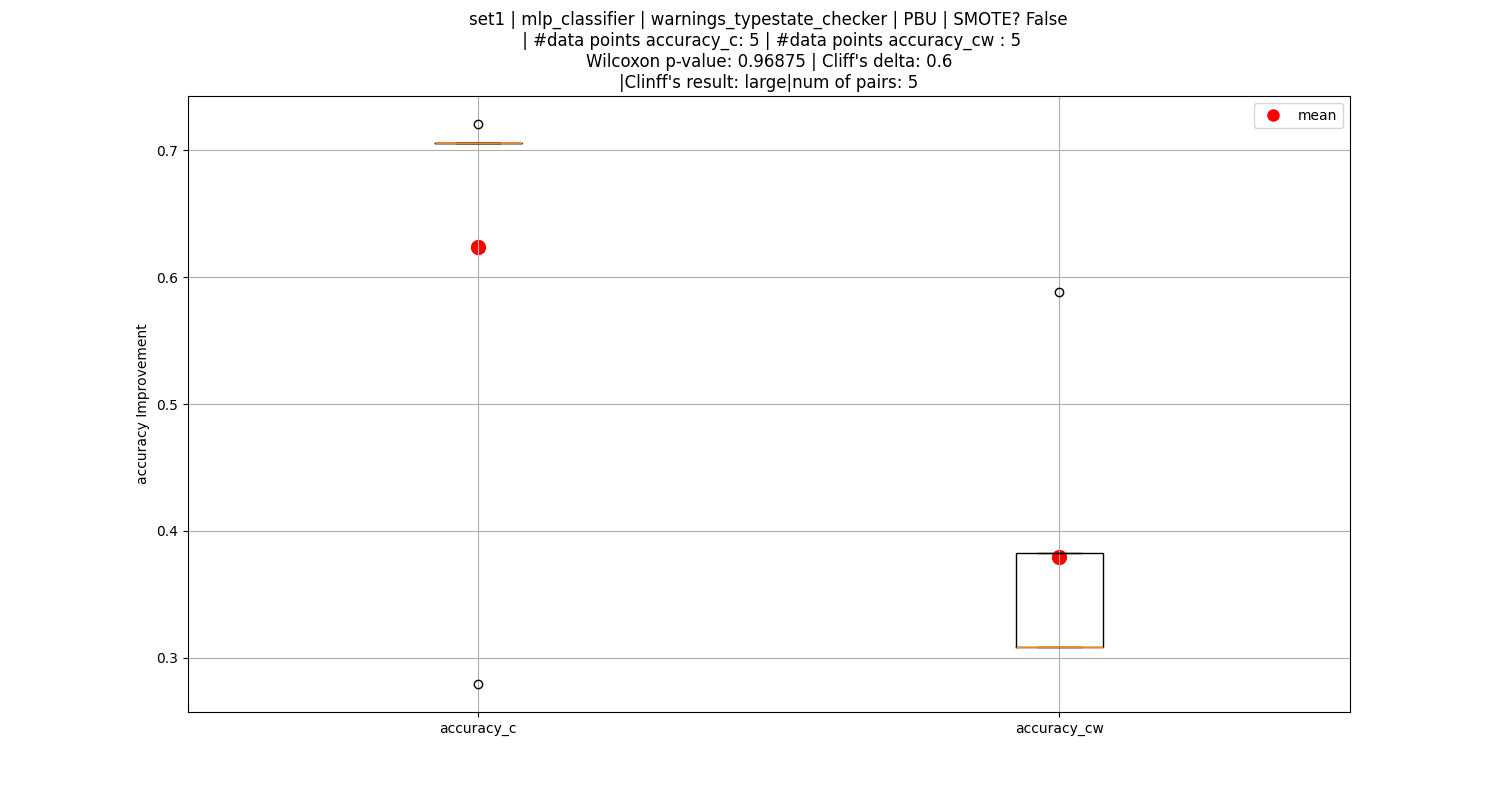 set1 | mlp_classifier | warnings_typestate_checker | PBU | SMOTE? False
| #data points accuracy_c: 5 | #data points accuracy_cw : 5
Wilcoxon p-value: 0.96875 | Cliff's delta: 0.6
|Clinff's result: large|num of pairs: 5
mean
0.7
0.6
0.5
0.4
0.3
accuracy Improvement
accuracy_c
accuracy_cw